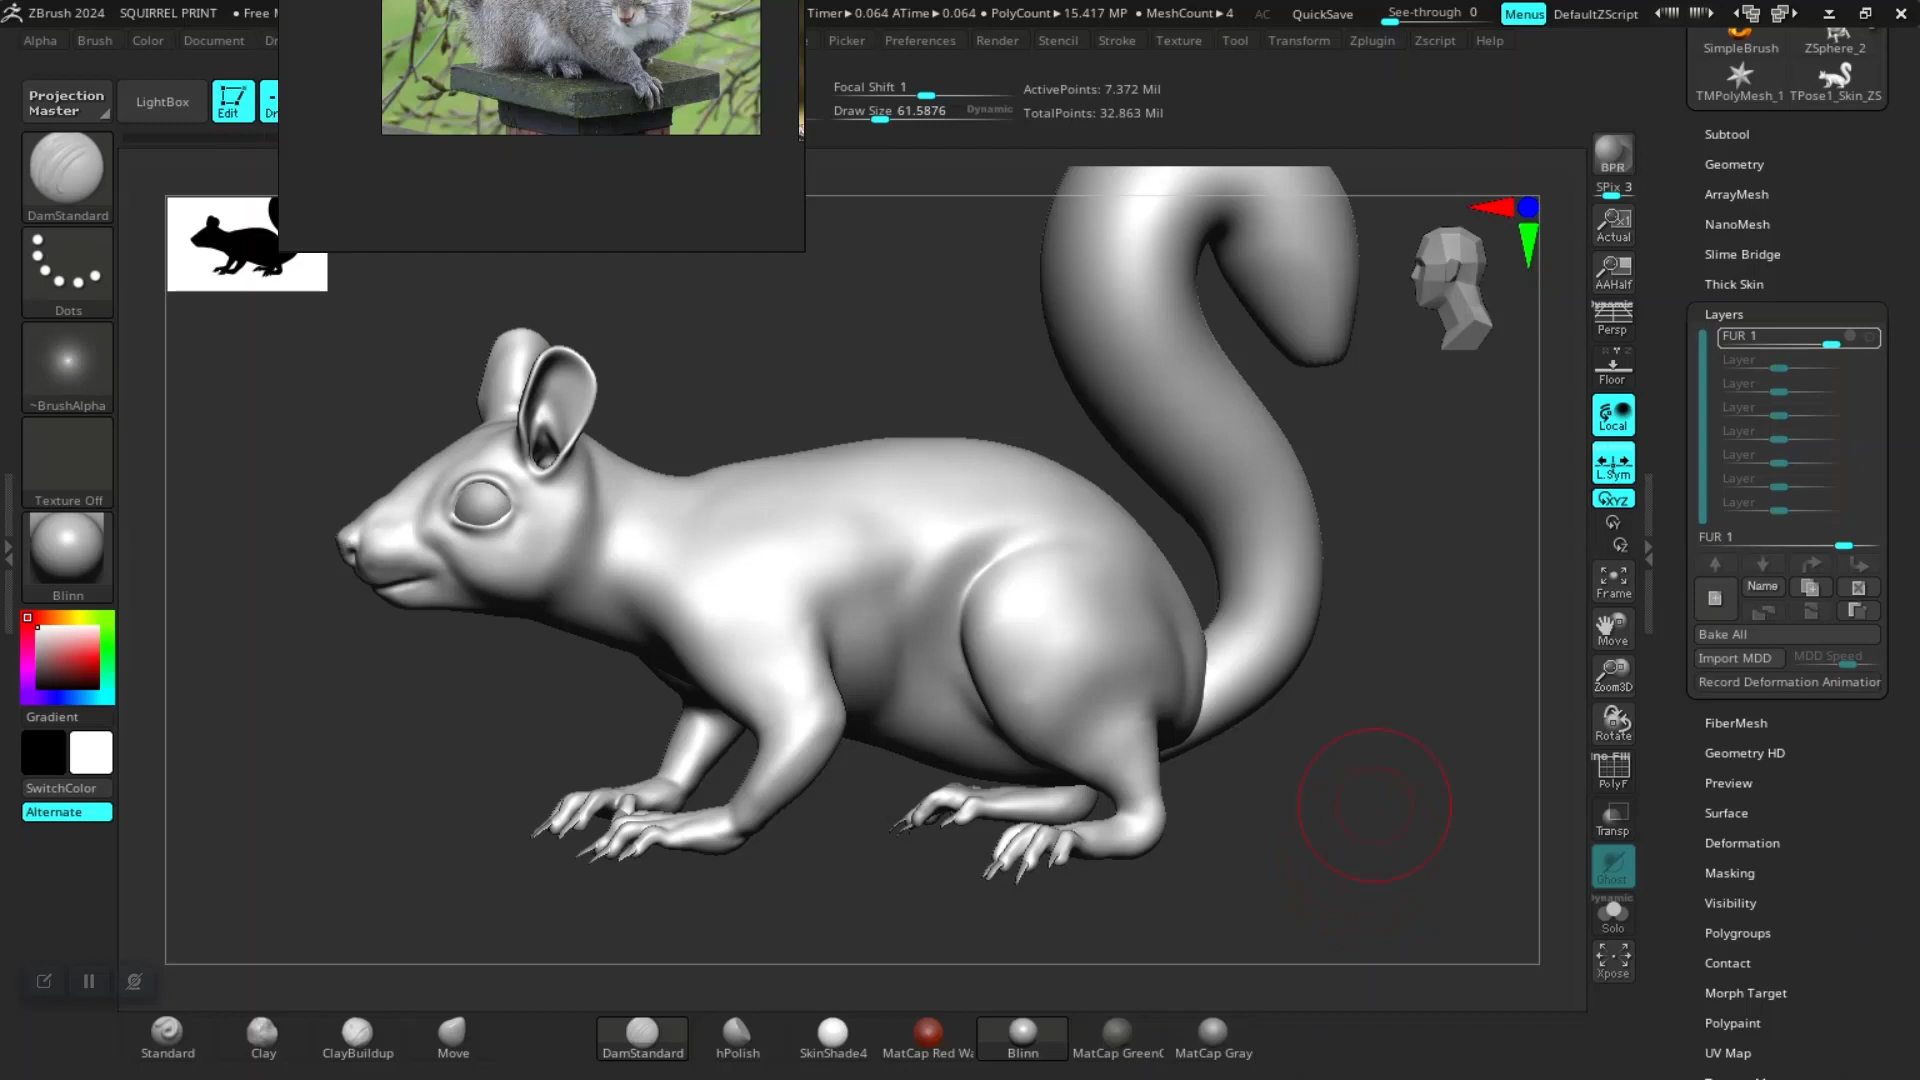 ZBrush 2024 SQUIRREL PRINT • Free
Timer▸0.064 ATime▸0.064 • PolyCount▸15.417 MP • MeshCount▸4 AC QuickSave See-through 0 Menus DefaultZScript
Alpha Brush Color Document
Picker Preferences Render Stencil Stroke Texture Tool Transform Zplugin Zscript Help
SimpleBrush ZSphere_2
TMPolyMesh_1 TPose1_Skin_ZS
Projection Master
LightBox
Edit
Focal Shift 1
Draw Size 61.5876 Dynamic
ActivePoints: 7.372 Mil
TotalPoints: 32.863 Mil
DamStandard
Dots
~BrushAlpha
Texture Off
Blinn
Gradient
SwitchColor
Alternate
BPR
SPix 3
Actual
AAHalf
Dynamic
Persp
Floor
Local
L.Sym
XYZ
Y
Z
Frame
Move
Zoom3D
Rotate
PolyF
Transp
Ghost
Dynamic
Solo
Xpose
Subtool
Geometry
ArrayMesh
NanoMesh
Slime Bridge
Thick Skin
Layers
FUR 1
Layer
Layer
Layer
Layer
Layer
Layer
Layer
FUR 1
Name
Bake All
Import MDD MDD Speed
Record Deformation Animation
FiberMesh
Geometry HD
Preview
Surface
Deformation
Masking
Visibility
Polygroups
Contact
Morph Target
Polypaint
UV Map
Standard Clay ClayBuildup Move DamStandard hPolish SkinShade4 MatCap Red Wa Blinn MatCap GreenC MatCap Gray